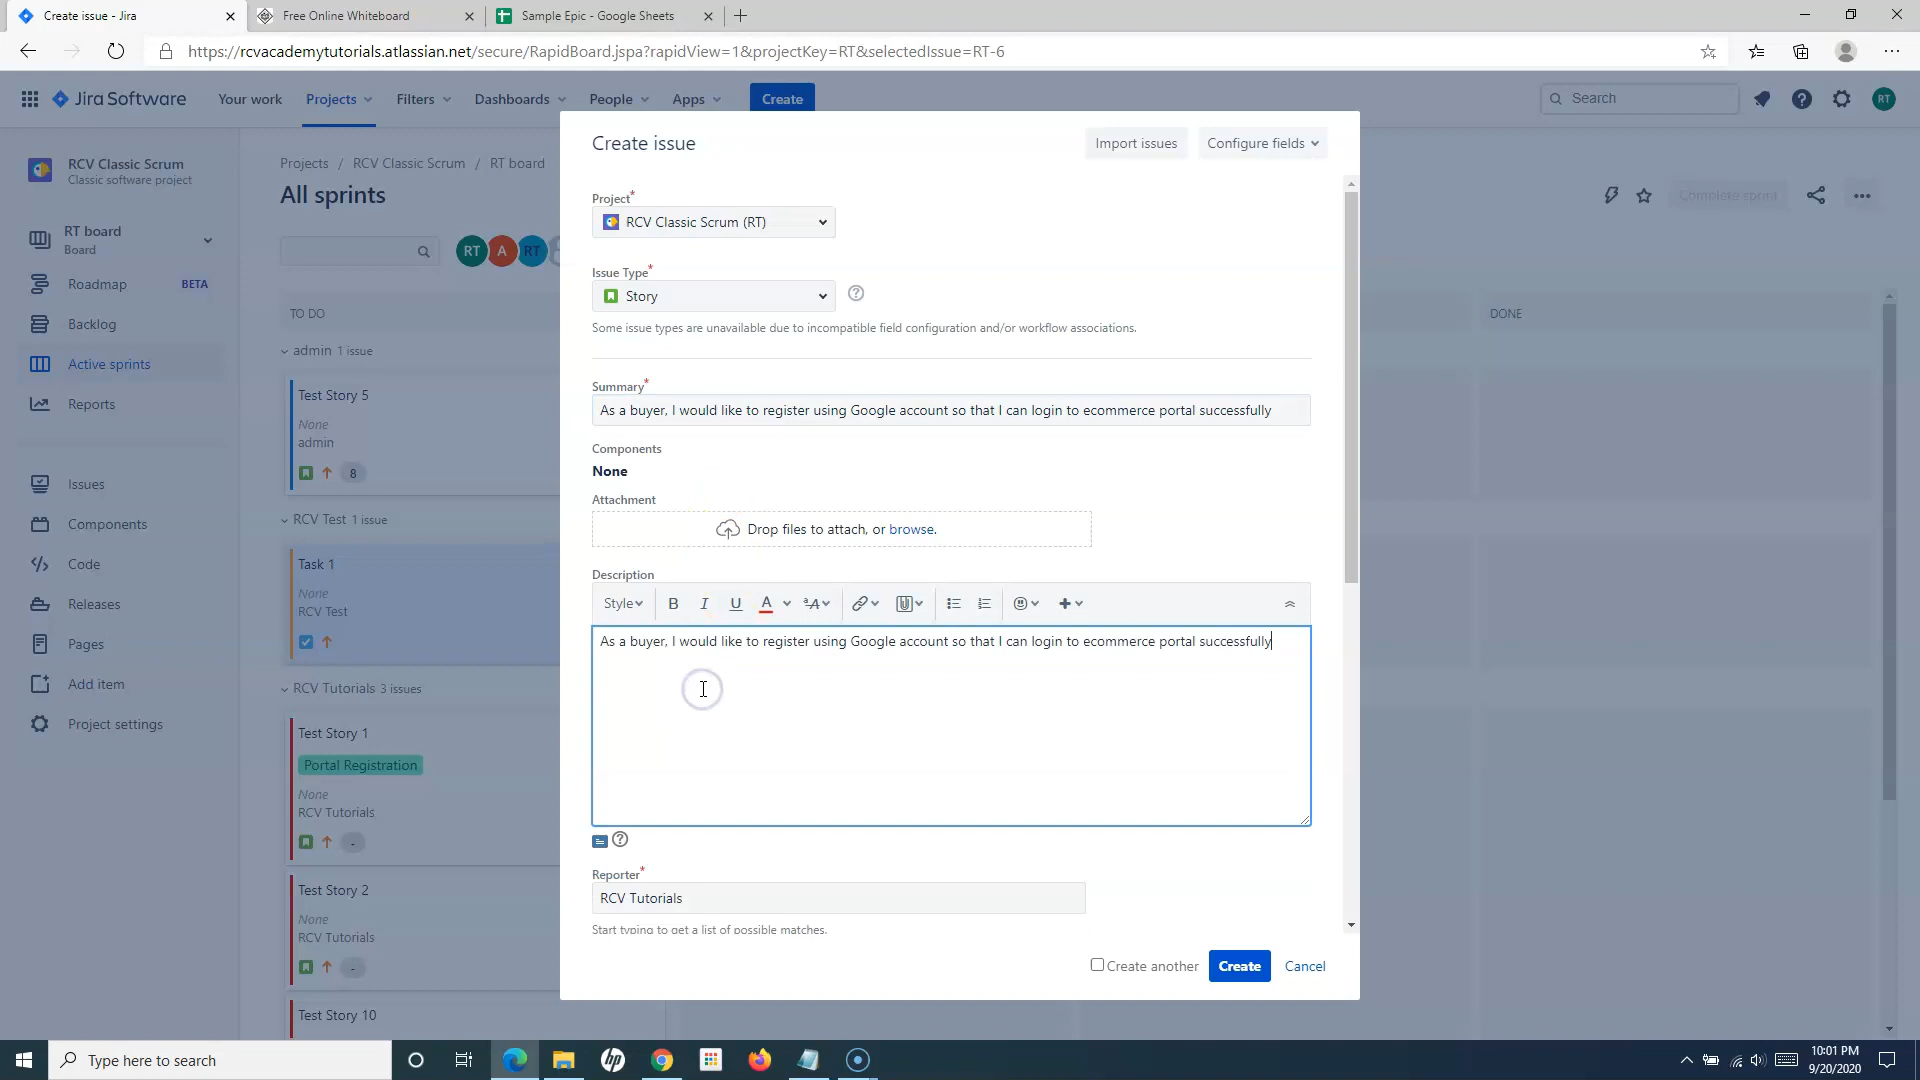 Create issue - Jira
Free Online Whiteboard
Sample Epic - Google Sheets
https://rcvacademytutorials.atlassian.net/secure/RapidBoard.jspa?rapidView=1&projectKey=RT&selectedIssue=RT-6
Jira Software
Your work
Projects
Filters
Dashboards
People
Apps
Create
Search
RT
RCV Classic Scrum
Classic software project
RT board
Board
Roadmap
BETA
Backlog
Active sprints
Reports
Issues
Components
Code
Releases
Pages
Add item
Project settings
Projects / RCV Classic Scrum / RT board
All sprints
Complete sprint
RT
A
RT
TO DO
DONE
admin 1 issue
Test Story 5
None
admin
8
RCV Test 1 issue
Task 1
None
RCV Test
RCV Tutorials 3 issues
Test Story 1
Portal Registration
None
RCV Tutorials
-
Test Story 2
None
RCV Tutorials
-
Test Story 10
Create issue
Import issues
Configure fields
Project*
RCV Classic Scrum (RT)
Issue Type*
Story
Some issue types are unavailable due to incompatible field configuration and/or workflow associations.
Summary*
As a buyer, I would like to register using Google account so that I can login to ecommerce portal successfully
Components
None
Attachment
Drop files to attach, or browse.
Description
Style
B
I
U
A
ᵃA
As a buyer, I would like to register using Google account so that I can login to ecommerce portal successfully
Reporter*
RCV Tutorials
Start typing to get a list of possible matches.
Create another
Create
Cancel
Type here to search
hp
10:01 PM
9/20/2020